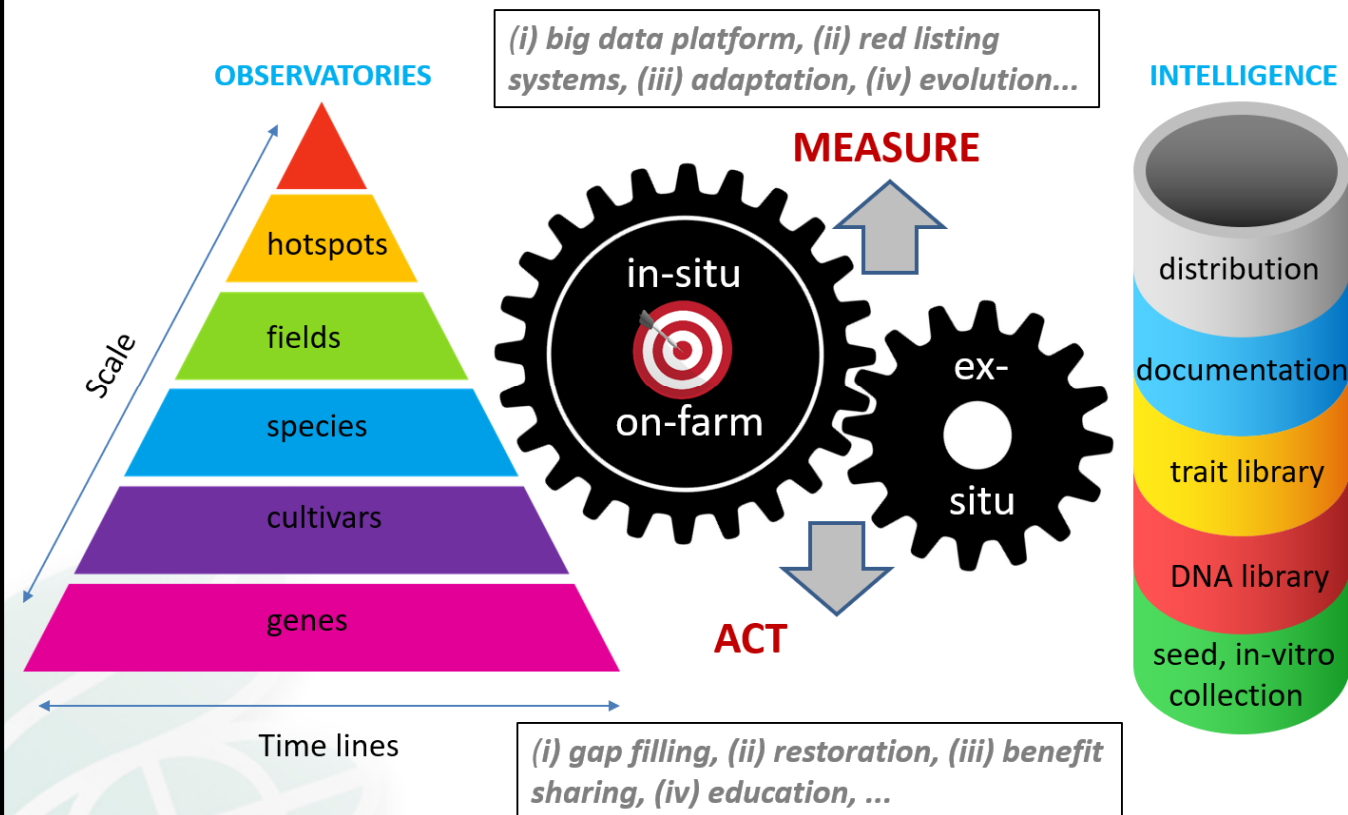 (i) big data platform, (ii) red listing
systems, (iii) adaptation, (iv) evolution...
OBSERVATORIES
INTELLIGENCE
MEASURE
hotspots
fields
species
cultivars
genes
Scale
Time lines
in-situ
on-farm
ex-
situ
ACT
distribution
documentation
trait library
DNA library
seed, in-vitro
collection
(i) gap filling, (ii) restoration, (iii) benefit
sharing, (iv) education, ...